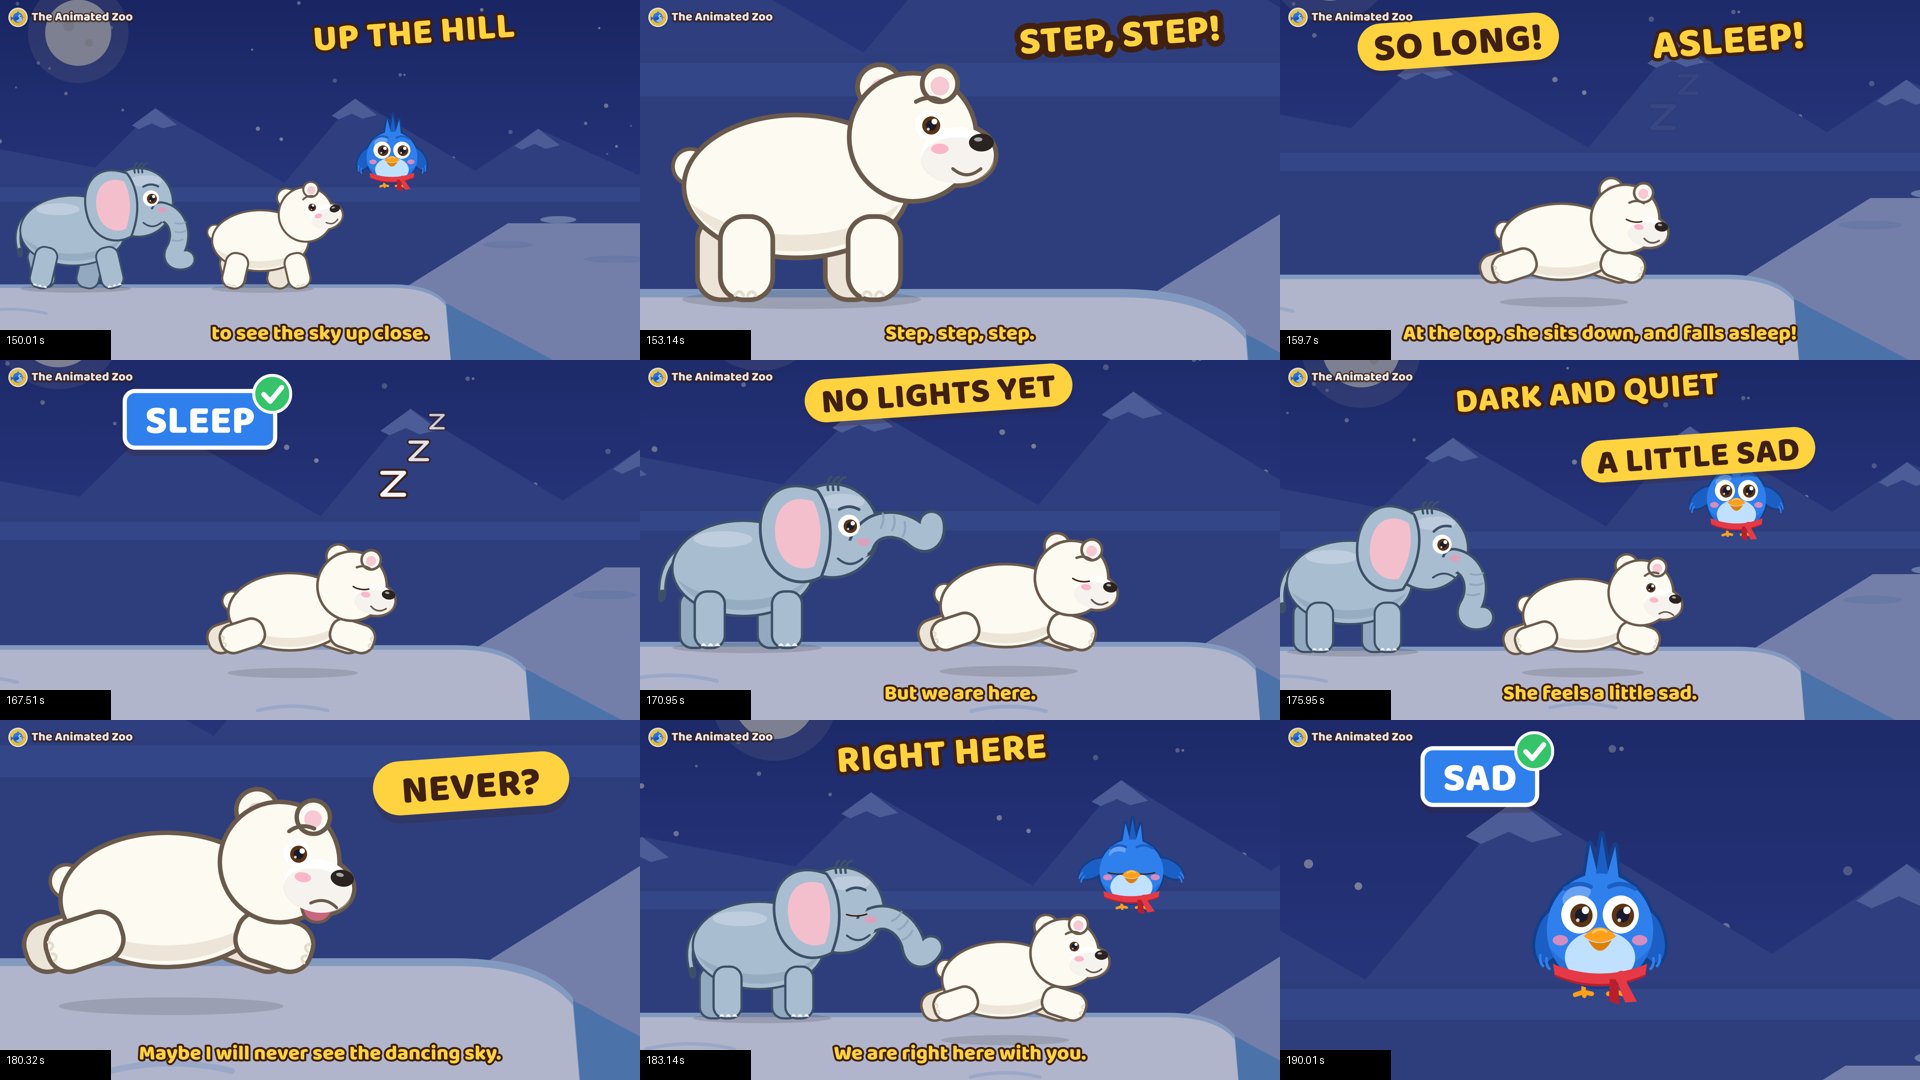 The Animated Zoo
UP THE HILL
to see the sky up close.
150.01 s
The Animated Zoo
STEP, STEP!
Step, step, step.
153.14 s
The Animated Zoo
SO LONG!
ASLEEP!
Z
Z
At the top, she sits down, and falls asleep!
159.7 s
The Animated Zoo
SLEEP
Z
Z
Z
167.51 s
The Animated Zoo
NO LIGHTS YET
But we are here.
170.95 s
The Animated Zoo
DARK AND QUIET
A LITTLE SAD
She feels a little sad.
175.95 s
The Animated Zoo
NEVER?
Maybe I will never see the dancing sky.
180.32 s
The Animated Zoo
RIGHT HERE
We are right here with you.
183.14 s
The Animated Zoo
SAD
190.01 s